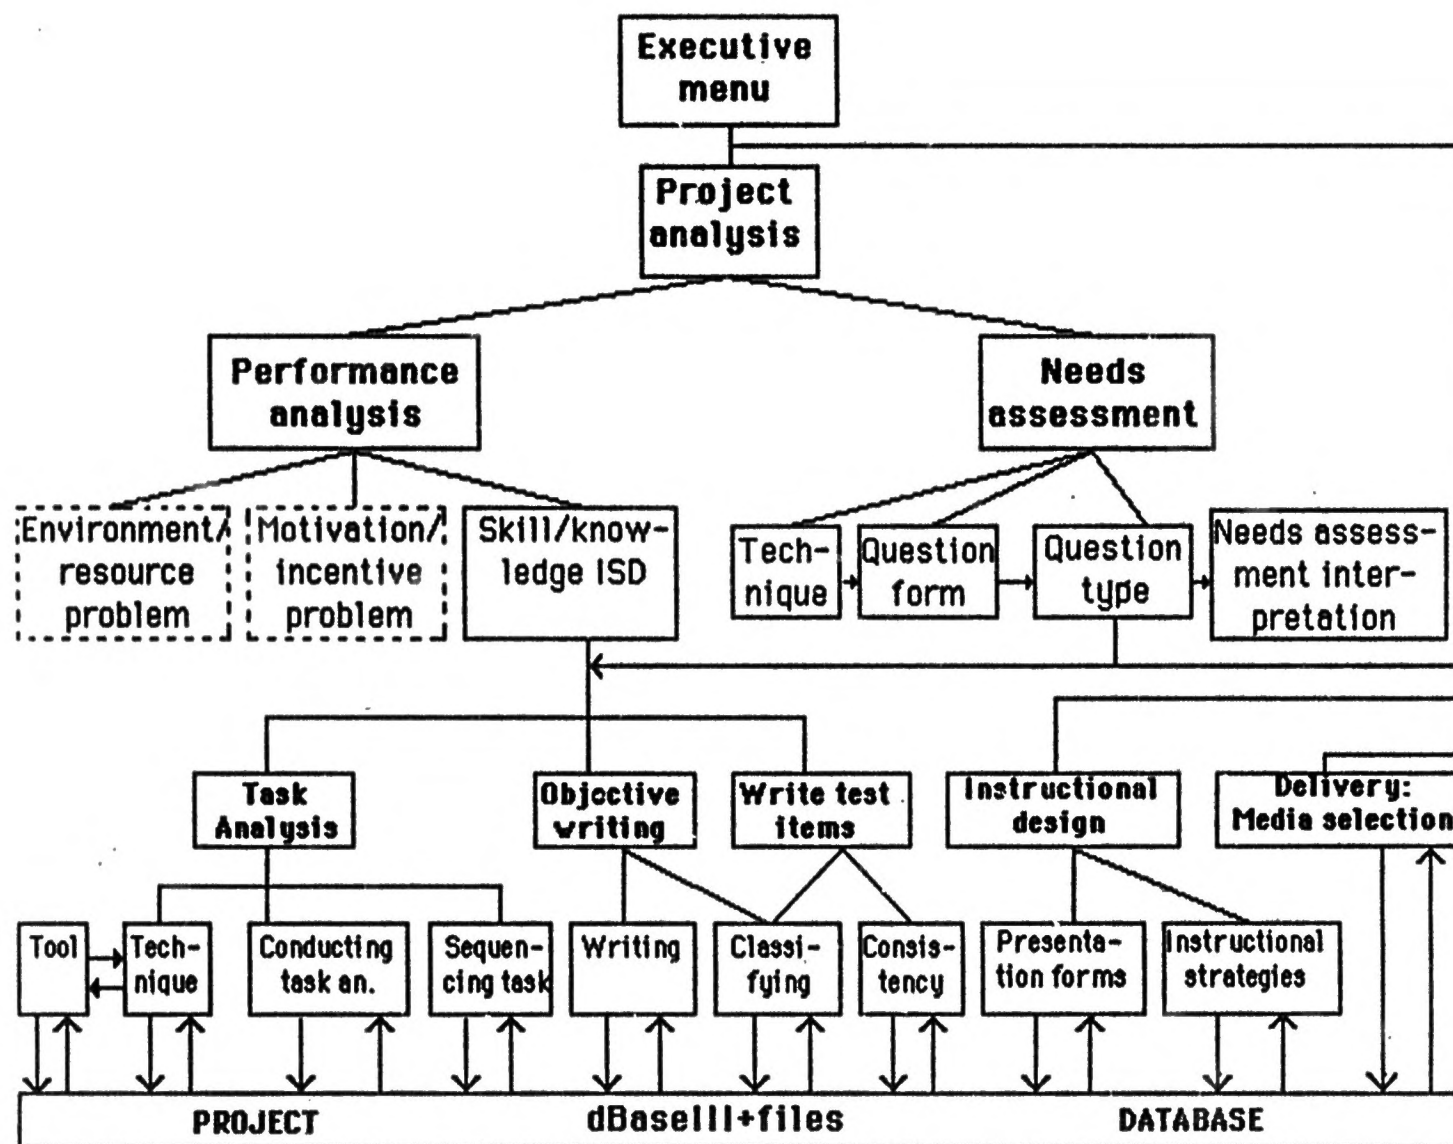 Executive
menu
Project
analysis
Performance
analysis
Needs
assessment
Environment/
resource
problem
Motivation/
incentive
problem
Skill/know-
ledge ISD
Tech-
nique
Question
form
Question
type
Needs assess-
ment inter-
pretation
Task
Analysis
Objective
writing
Write test
items
Instructional
design
Delivery:
Media selection
Tool
Tech-
nique
Conducting
task an.
Sequen-
cing task
Writing
Classi-
fying
Consis-
tency
Presenta-
tion forms
Instructional
strategies
PROJECT dBaseIII+files DATABASE